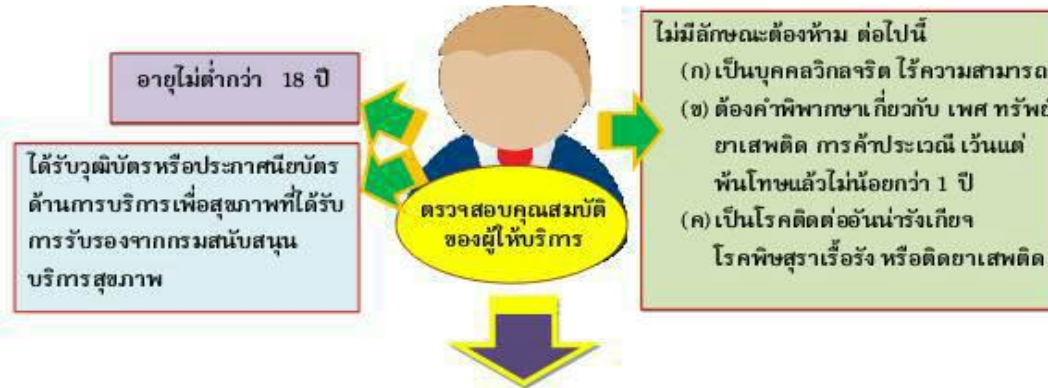 อายุไม่ต่ำกว่า 18 ปี
ได้รับวุฒิบัตรหรือประกาศนียบัตร
ด้านการบริการเพื่อสุขภาพที่ได้รับ
การรับรองจากกรมสนับสนุน
บริการสุขภาพ
ตรวจสอบคุณสมบัติ
ของผู้ให้บริการ
ไม่มีลักษณะต้องห้าม ต่อไปนี้
(ก) เป็นบุคคลวิกลจริต ไร้ความสามารถ
(ข) ต้องคำพิพากษาเกี่ยวกับ เพศ ทรัพย์
ยาเสพติด การค้าประเวณี เว้นแต่
พ้นโทษแล้วไม่น้อยกว่า 1 ปี
(ค) เป็นโรคติดต่ออันน่ารังเกียจ
โรคพิษสุราเรื้อรัง หรือติดยาเสพติด